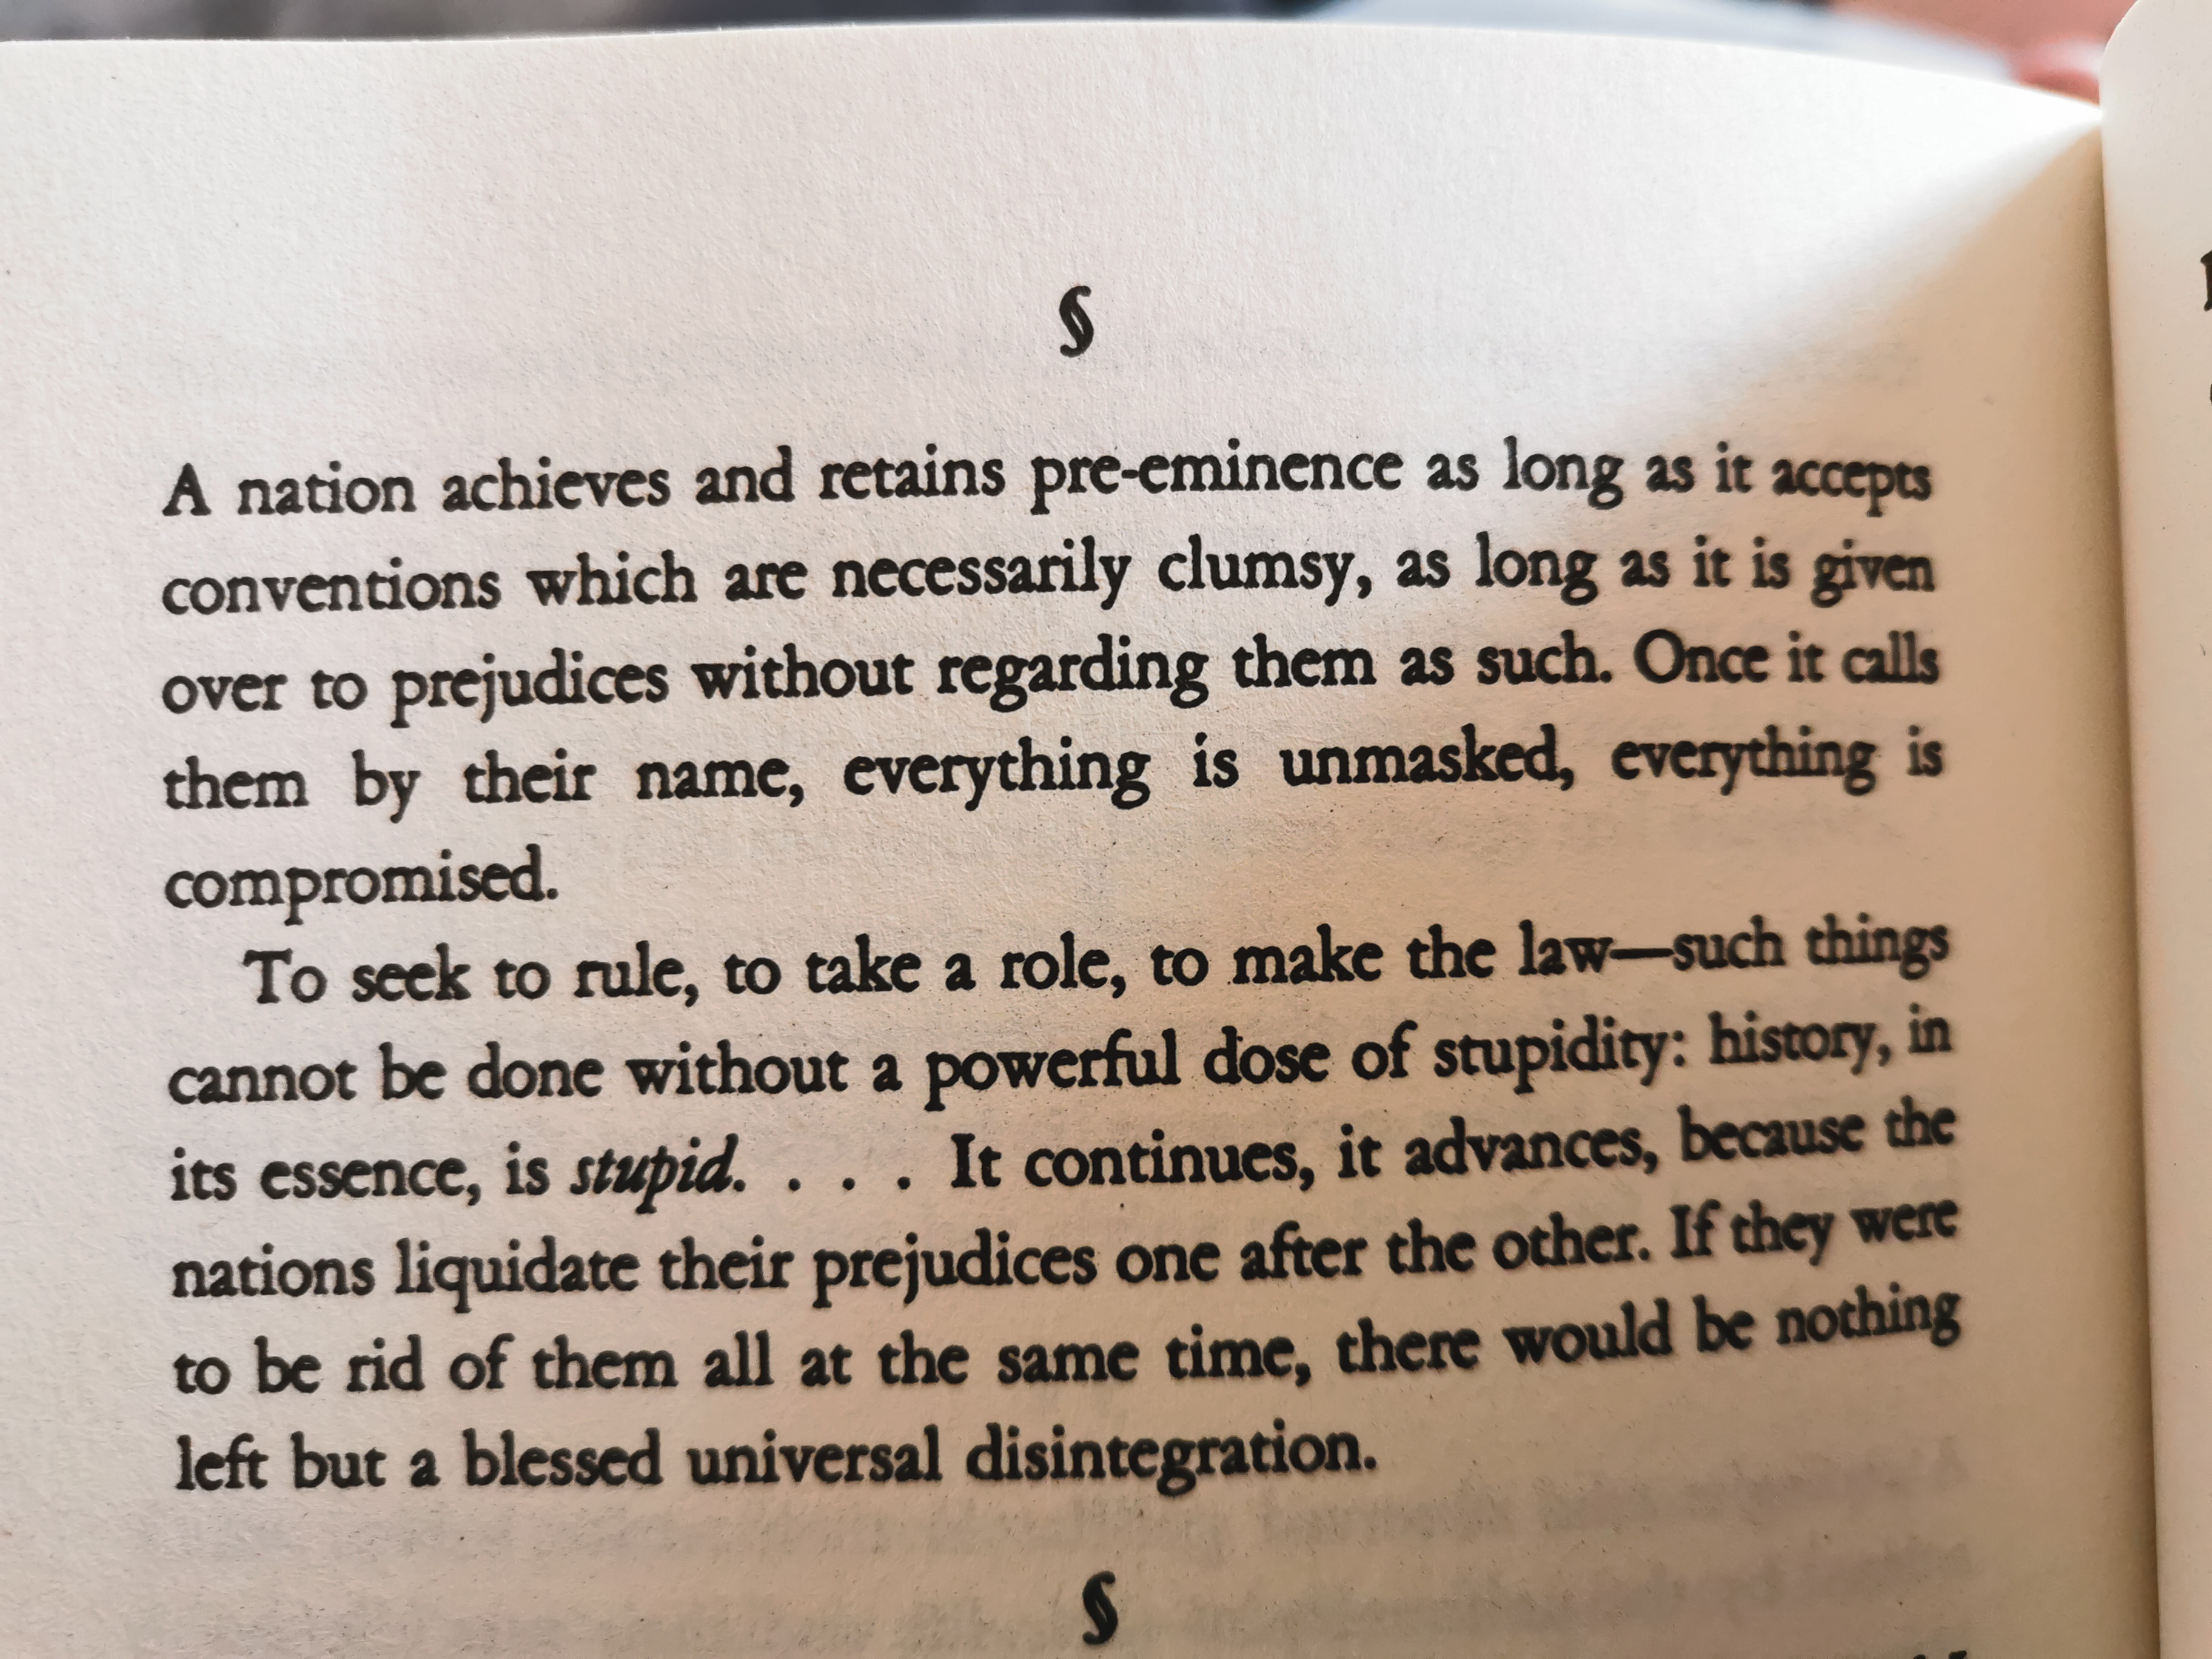 §
A nation achieves and retains pre-eminence as long as it accepts
conventions which are necessarily clumsy, as long as it is given
over to prejudices without regarding them as such. Once it calls
them by their name, everything is unmasked, everything is
compromised.
To seek to rule, to take a role, to make the law—such things
cannot be done without a powerful dose of stupidity: history, in
its essence, is stupid. . . . It continues, it advances, because the
nations liquidate their prejudices one after the other. If they were
to be rid of them all at the same time, there would be nothing
left but a blessed universal disintegration.
§